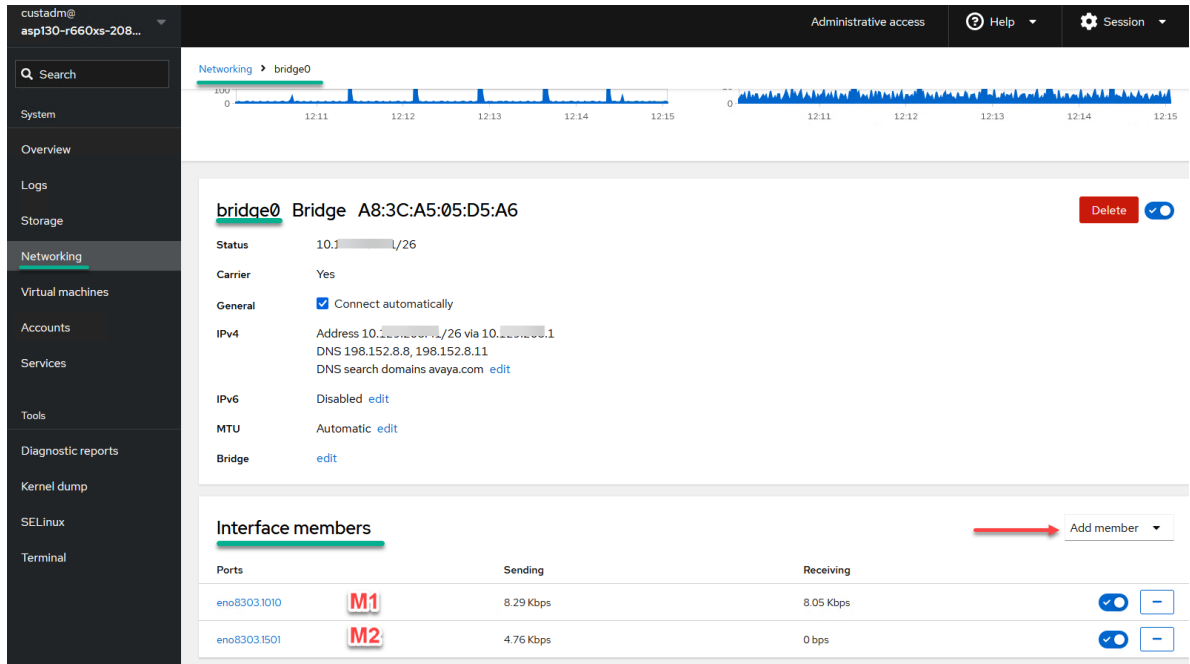 custadm@
asp130-r660xs-208...
Administrative access
Help
Session
Search
Networking > bridge0
System
100
0
12:11 12:12 12:13 12:14 12:15
0
12:11 12:12 12:13 12:14 12:15
Overview
Logs
Storage
Networking
Virtual machines
Accounts
Services
Tools
Diagnostic reports
Kernel dump
SELinux
Terminal
bridge0 Bridge A8:3C:A5:05:D5:A6
Delete
Status 10.1 /26
Carrier Yes
General Connect automatically
IPv4 Address 10. /26 via 10. .1
DNS 198.152.8.8, 198.152.8.11
DNS search domains avaya.com edit
IPv6 Disabled edit
MTU Automatic edit
Bridge edit
Interface members
Add member
Ports Sending Receiving
eno8303.1010 M1 8.29 Kbps 8.05 Kbps
eno8303.1501 M2 4.76 Kbps 0 bps